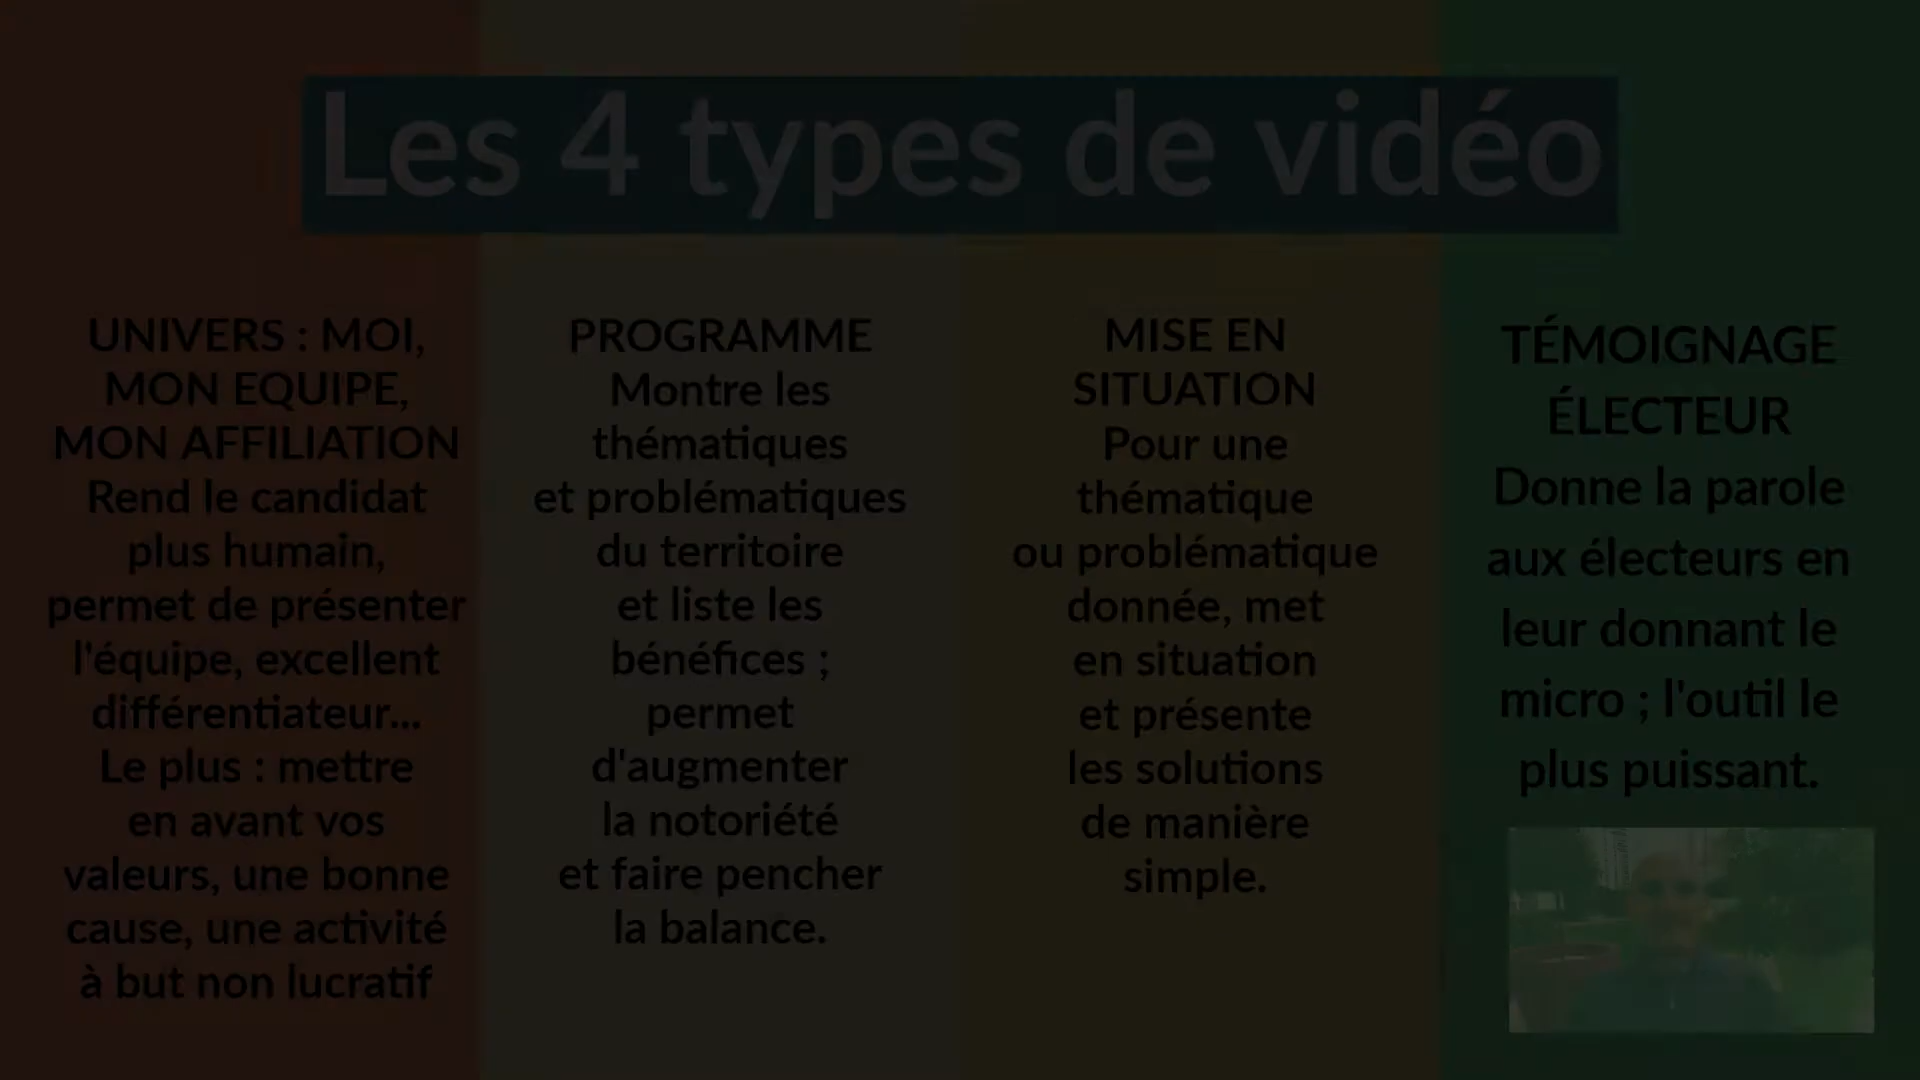 Les 4 types de vidéo
UNIVERS : MOI,
MON EQUIPE,
MON AFFILIATION
Rend le candidat
plus humain,
permet de présenter
l'équipe, excellent
différentiateur...
Le plus : mettre
en avant vos
valeurs, une bonne
cause, une activité
à but non lucratif
PROGRAMME
Montre les
thématiques
et problématiques
du territoire
et liste les
bénéfices ;
permet
d'augmenter
la notoriété
et faire pencher
la balance.
MISE EN
SITUATION
Pour une
thématique
ou problématique
donnée, met
en situation
et présente
les solutions
de manière
simple.
TÉMOIGNAGE
ÉLECTEUR
Donne la parole
aux électeurs en
leur donnant le
micro ; l'outil le
plus puissant.